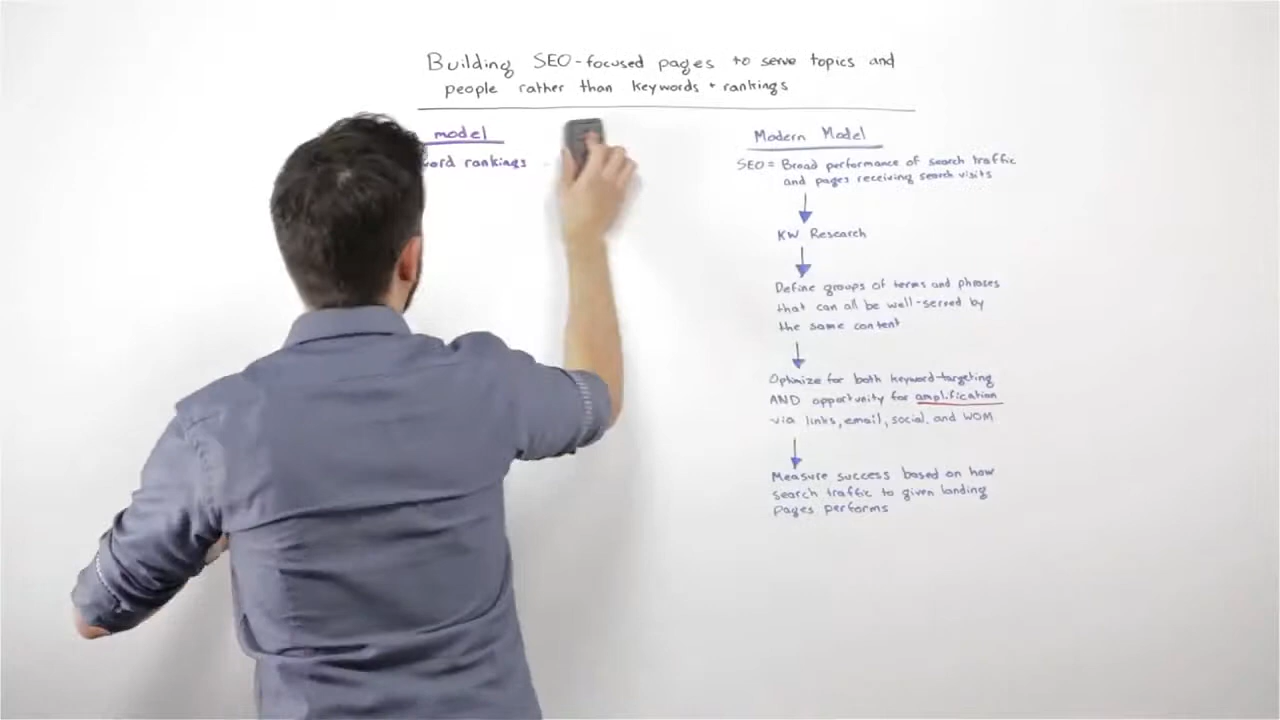 Building SEO-focused pages to serve topics and
people rather than keywords + rankings
model
rankings
Modern Model
SEO = Broad performance of search traffic
and pages receiving search visits
KW Research
Define groups of terms and phrases
that can all be well-served by
the same content
Optimize for both keyword-targeting
AND opportunity for amplification
via links, email, social, and WOM
Measure success based on how
search traffic to given landing
pages performs